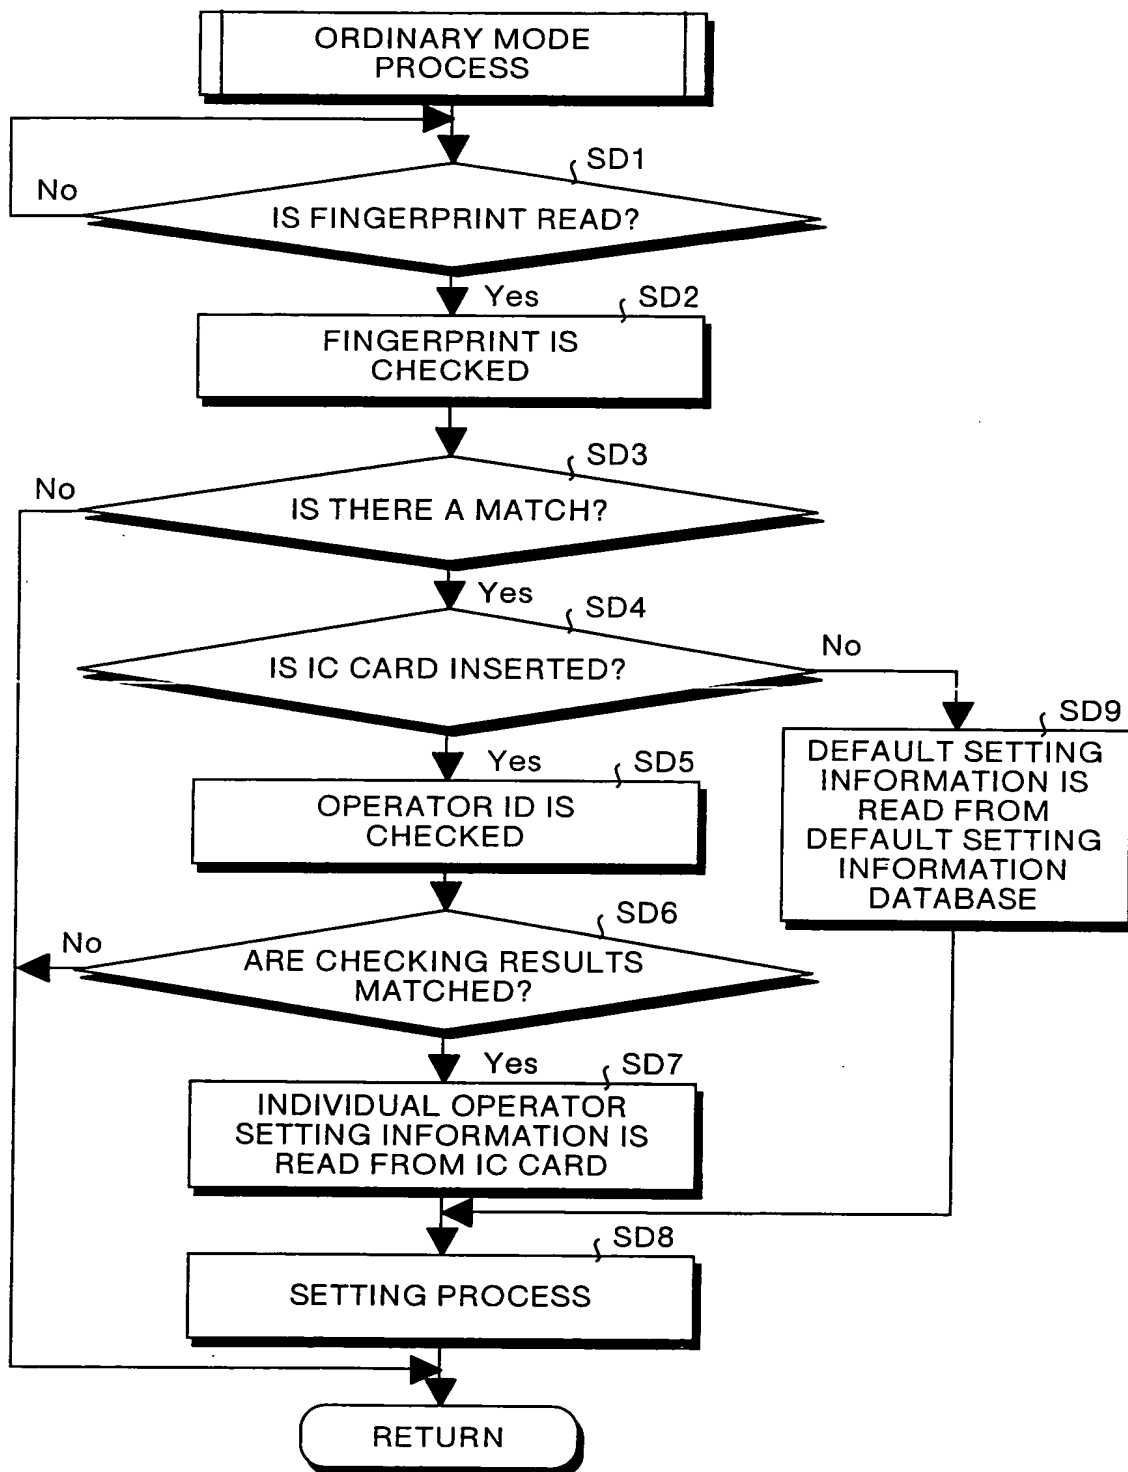 ORDINARY MODE
PROCESS
SD1
No
IS FINGERPRINT READ?
Yes
SD2
FINGERPRINT IS
CHECKED
SD3
No
IS THERE A MATCH?
Yes
SD4
No
IS IC CARD INSERTED?
SD9
DEFAULT SETTING
INFORMATION IS
READ FROM
DEFAULT SETTING
INFORMATION
DATABASE
Yes
SD5
OPERATOR ID IS
CHECKED
SD6
No
ARE CHECKING RESULTS
MATCHED?
Yes
SD7
INDIVIDUAL OPERATOR
SETTING INFORMATION IS
READ FROM IC CARD
SD8
SETTING PROCESS
RETURN